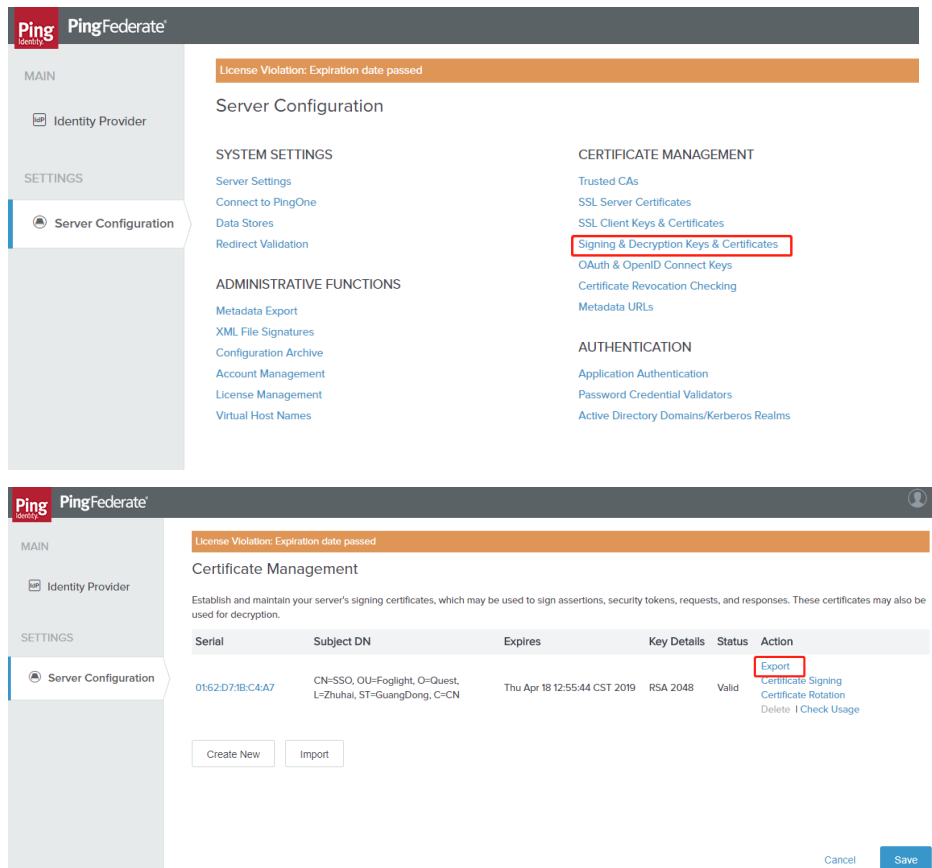 Ping
Identity.
PingFederate
License Violation: Expiration date passed
MAIN
IdP
Identity Provider
SETTINGS
Server Configuration
Server Configuration
SYSTEM SETTINGS
Server Settings
Connect to PingOne
Data Stores
Redirect Validation
ADMINISTRATIVE FUNCTIONS
Metadata Export
XML File Signatures
Configuration Archive
Account Management
License Management
Virtual Host Names
CERTIFICATE MANAGEMENT
Trusted CAs
SSL Server Certificates
SSL Client Keys & Certificates
Signing & Decryption Keys & Certificates
OAuth & OpenID Connect Keys
Certificate Revocation Checking
Metadata URLs
AUTHENTICATION
Application Authentication
Password Credential Validators
Active Directory Domains/Kerberos Realms
Ping
Identity.
PingFederate
License Violation: Expiration date passed
MAIN
IdP
Identity Provider
SETTINGS
Server Configuration
Certificate Management
Establish and maintain your server's signing certificates, which may be used to sign assertions, security tokens, requests, and responses. These certificates may also be
used for decryption.
Serial Subject DN Expires Key Details Status Action
01:62:D7:1B:C4:A7
CN=SSO, OU=Foglight, O=Quest,
L=Zhuhai, ST=GuangDong, C=CN
Thu Apr 18 12:55:44 CST 2019
RSA 2048
Valid
Export
Certificate Signing
Certificate Rotation
Delete | Check Usage
Create New
Import
Cancel
Save